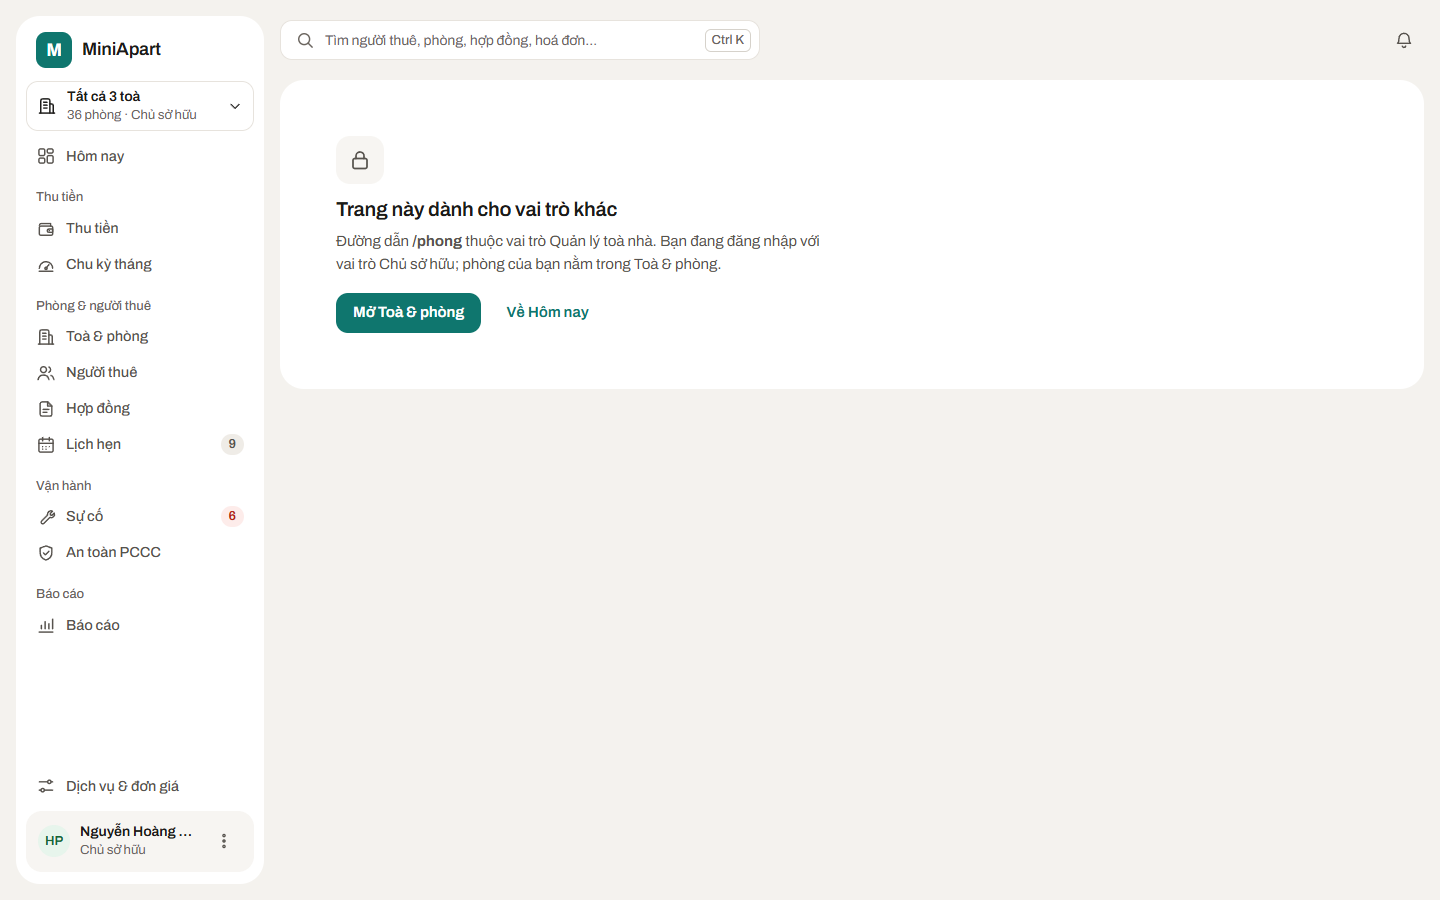 M MiniApart
Tất cả 3 toà
36 phòng · Chủ sở hữu
Hôm nay
Thu tiền
Thu tiền
Chu kỳ tháng
Phòng & người thuê
Toà & phòng
Người thuê
Hợp đồng
Lịch hẹn 9
Vận hành
Sự cố 6
An toàn PCCC
Báo cáo
Báo cáo
Dịch vụ & đơn giá
HP Nguyễn Hoàng ...
Chủ sở hữu
Tìm người thuê, phòng, hợp đồng, hoá đơn... Ctrl K
Trang này dành cho vai trò khác
Đường dẫn /phong thuộc vai trò Quản lý toà nhà. Bạn đang đăng nhập với
vai trò Chủ sở hữu; phòng của bạn nằm trong Toà & phòng.
Mở Toà & phòng Về Hôm nay